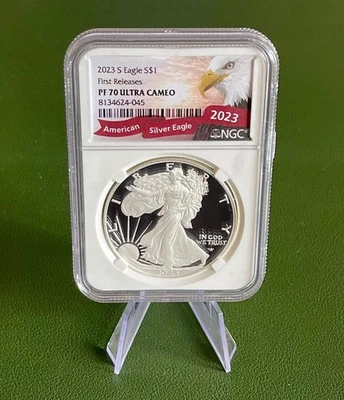 2023 S Eagle S$1
First Releases
PF 70 ULTRA CAMEO
8134624-045
American Silver Eagle
2023
NGC
LIBERTY
IN GOD
WE TRUST
2023